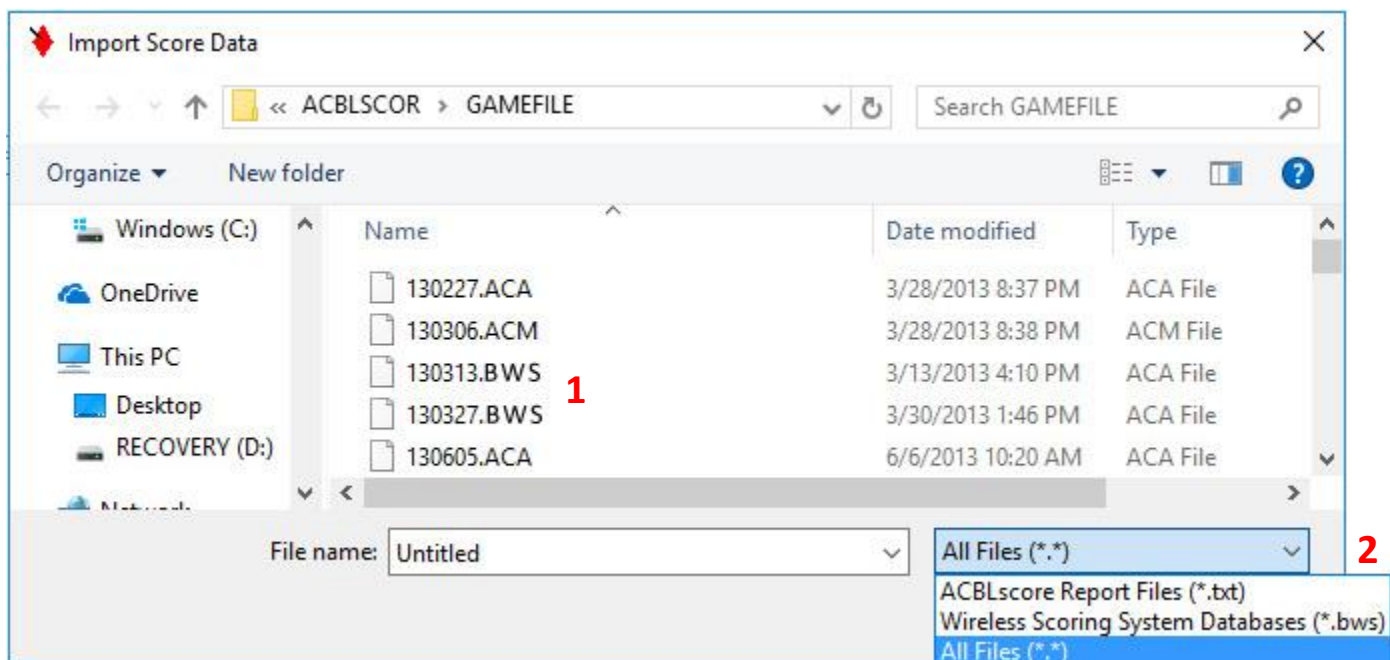 Import Score Data
« ACBLSCOR > GAMEFILE
Search GAMEFILE
Organize
New folder
?
Windows (C:)
OneDrive
This PC
Desktop
RECOVERY (D:)
Network
Name Date modified Type
130227.ACA 3/28/2013 8:37 PM ACA File
130306.ACM 3/28/2013 8:38 PM ACM File
130313.BWS 3/13/2013 4:10 PM ACA File
1
130327.BWS 3/30/2013 1:46 PM ACA File
130605.ACA 6/6/2013 10:20 AM ACA File
File name: Untitled
All Files (*.*)
2
ACBLscore Report Files (*.txt)
Wireless Scoring System Databases (*.bws)
All Files (*.*)